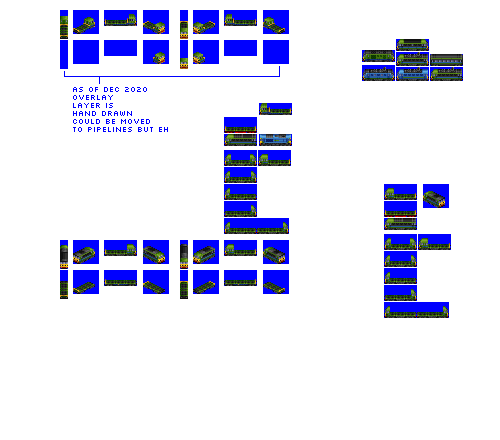 AS OF DEC 2020
OVERLAY
LAYER IS
HAND DRAWN
COULD BE MOVED
TO PIPELINES BUT EH